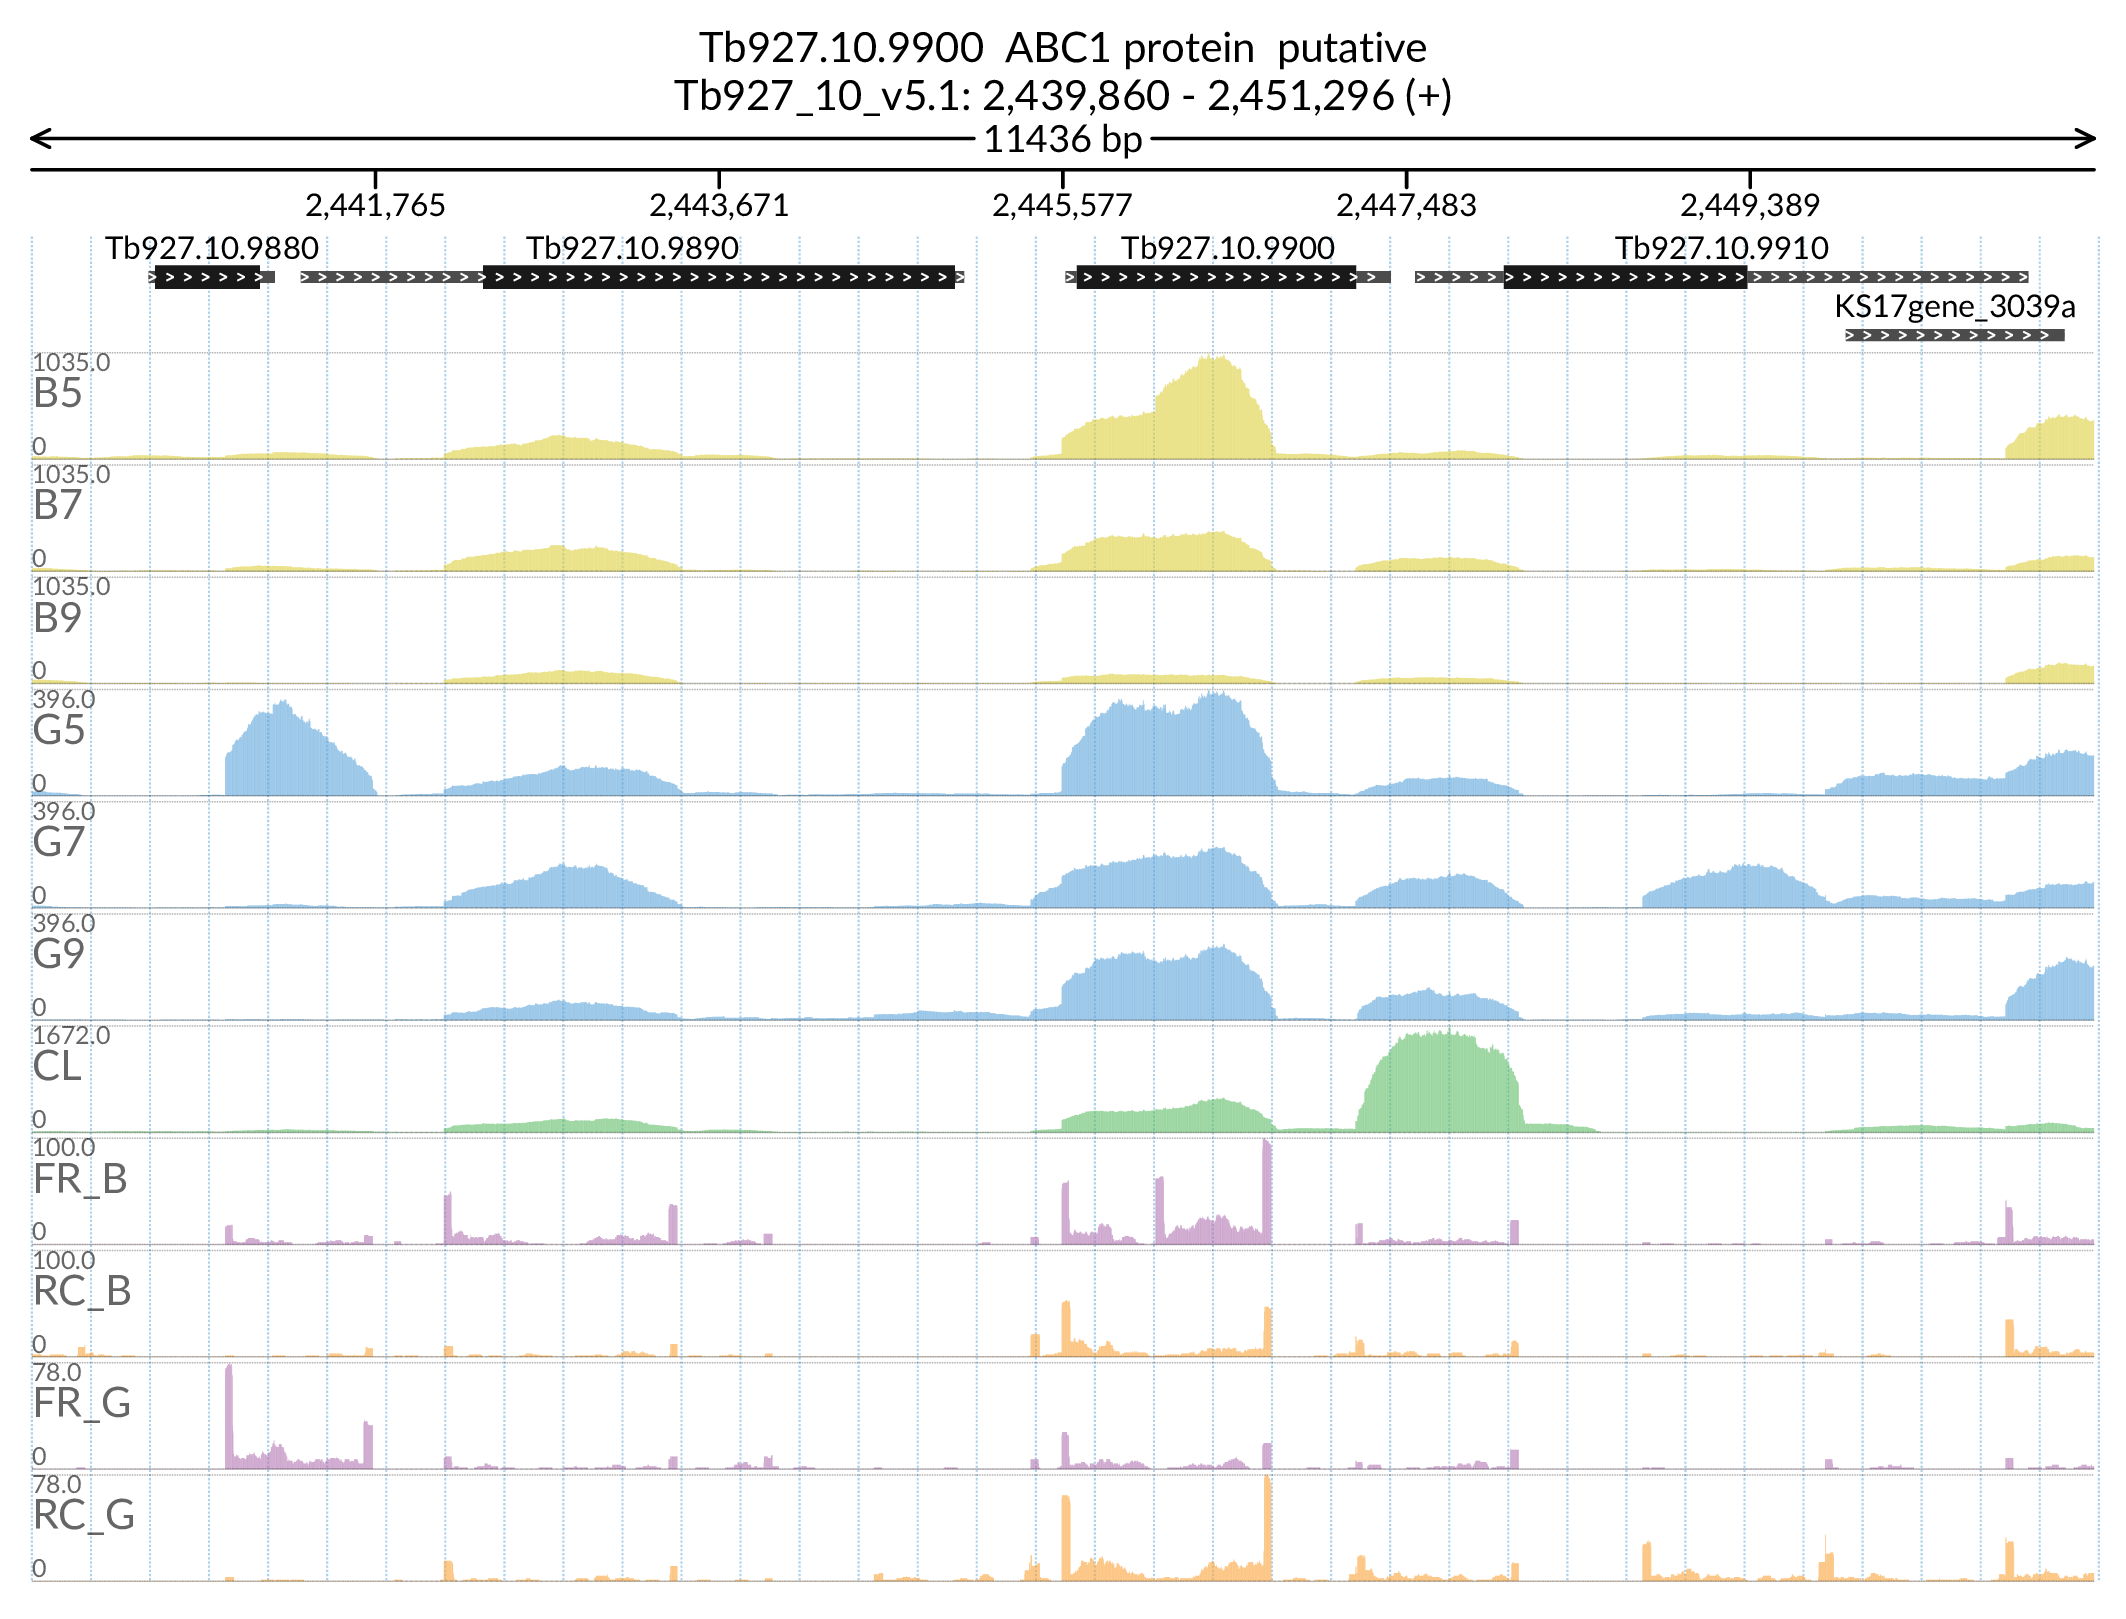 Tb927.10.9900  ABC1 protein  putative
Tb927_10_v5.1: 2,439,860 - 2,451,296 (+)
11436 bp
2,441,765 2,443,671 2,445,577 2,447,483 2,449,389
Tb927.10.9880 Tb927.10.9890 Tb927.10.9900 Tb927.10.9910
KS17gene_3039a
1035.0
B5
0
1035.0
B7
0
1035.0
B9
0
396.0
G5
0
396.0
G7
0
396.0
G9
0
1672.0
CL
0
100.0
FR_B
0
100.0
RC_B
0
78.0
FR_G
0
78.0
RC_G
0